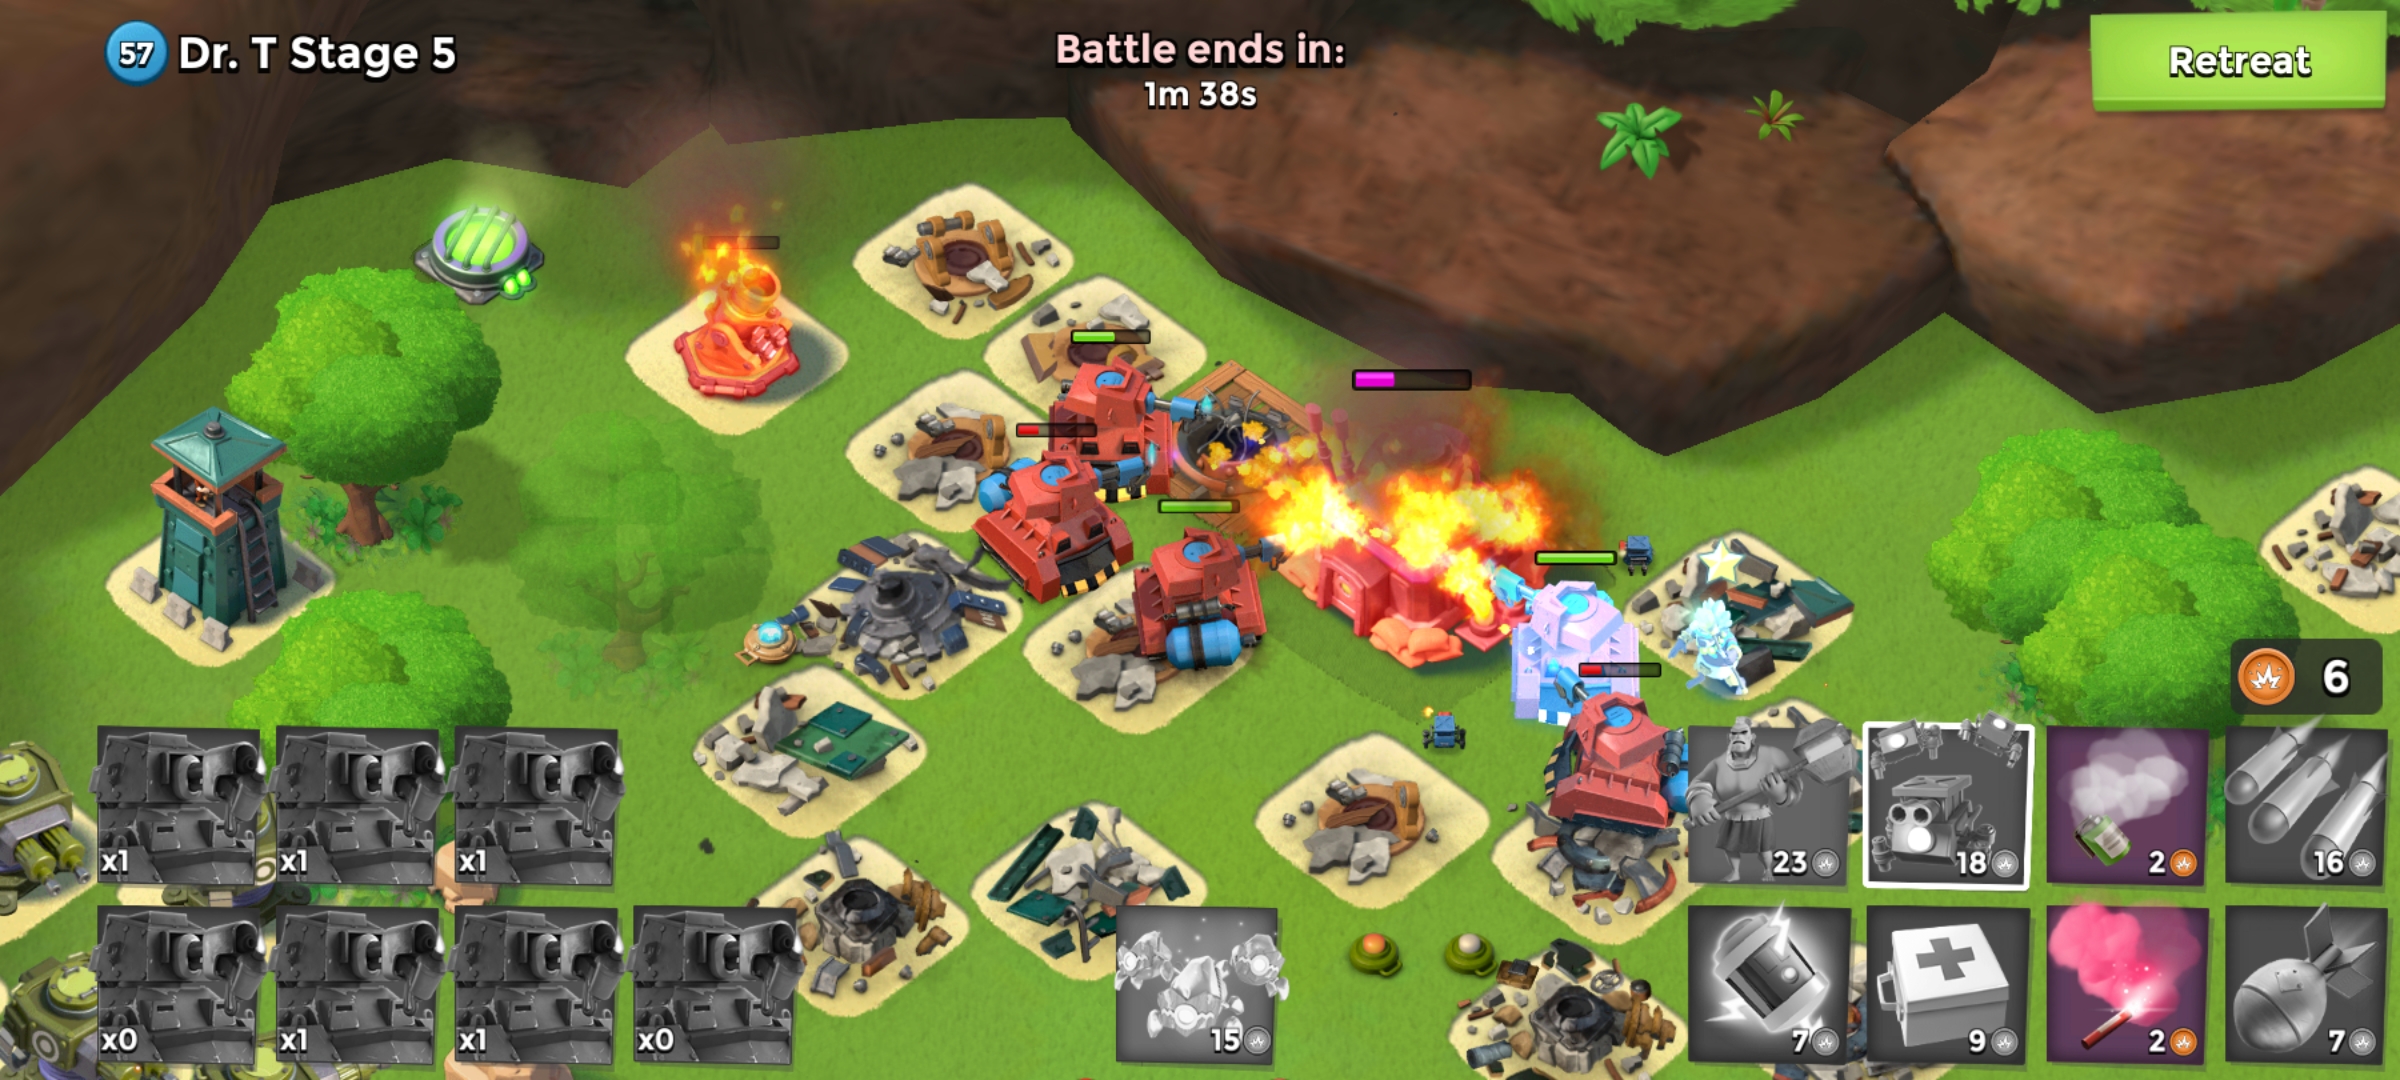 57 Dr. T Stage 5
Battle ends in:
1m 38s
Retreat
6
x1
x1
x1
23
18
2
16
x0
x1
x1
x0
15
7
9
2
7